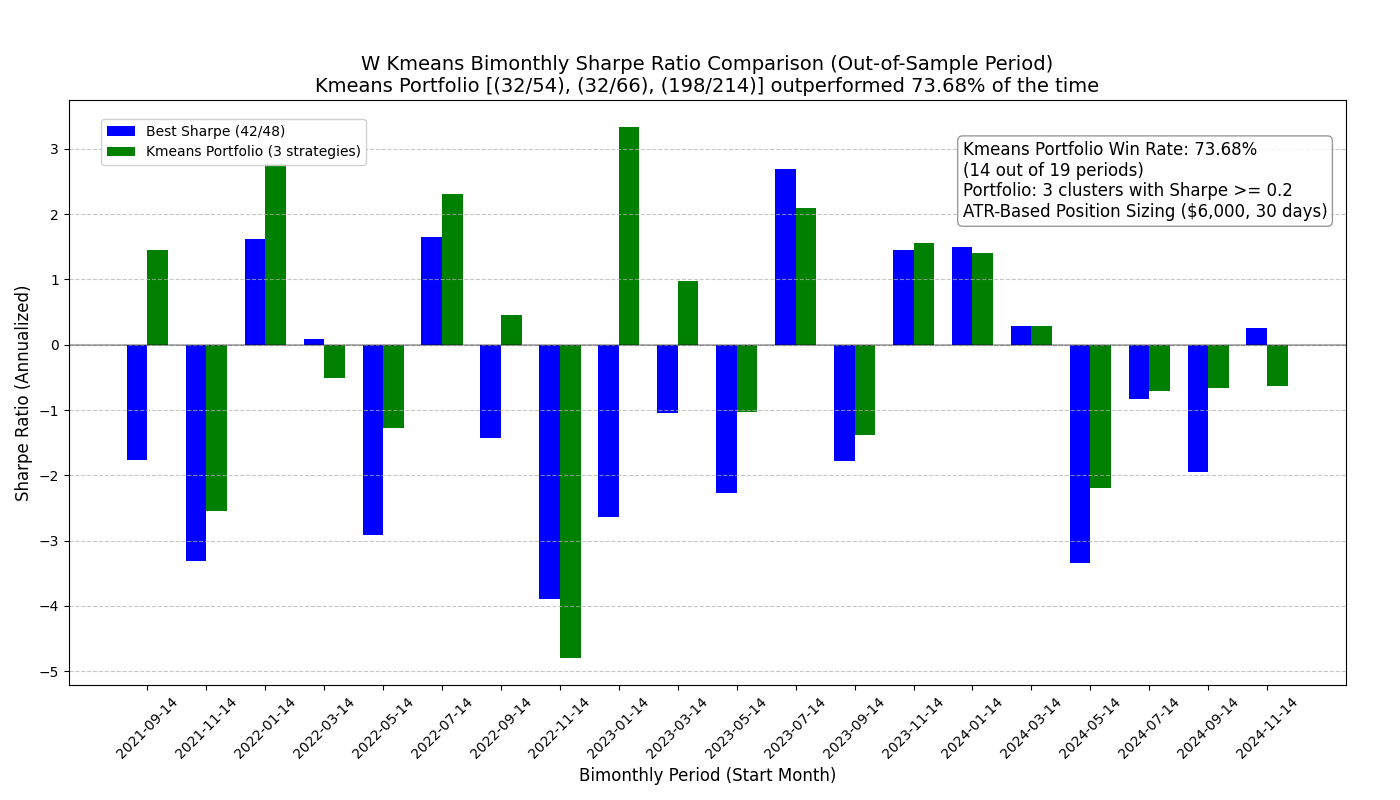 W Kmeans Bimonthly Sharpe Ratio Comparison (Out-of-Sample Period)
Kmeans Portfolio [(32/54), (32/66), (198/214)] outperformed 73.68% of the time
Best Sharpe (42/48)
Kmeans Portfolio (3 strategies)
Kmeans Portfolio Win Rate: 73.68%
(14 out of 19 periods)
Portfolio: 3 clusters with Sharpe >= 0.2
ATR-Based Position Sizing ($6,000, 30 days)
Sharpe Ratio (Annualized)
3
2
1
0
−1
−2
−3
−4
−5
2021-09-14
2021-11-14
2022-01-14
2022-03-14
2022-05-14
2022-07-14
2022-09-14
2022-11-14
2023-01-14
2023-03-14
2023-05-14
2023-07-14
2023-09-14
2023-11-14
2024-01-14
2024-03-14
2024-05-14
2024-07-14
2024-09-14
2024-11-14
Bimonthly Period (Start Month)